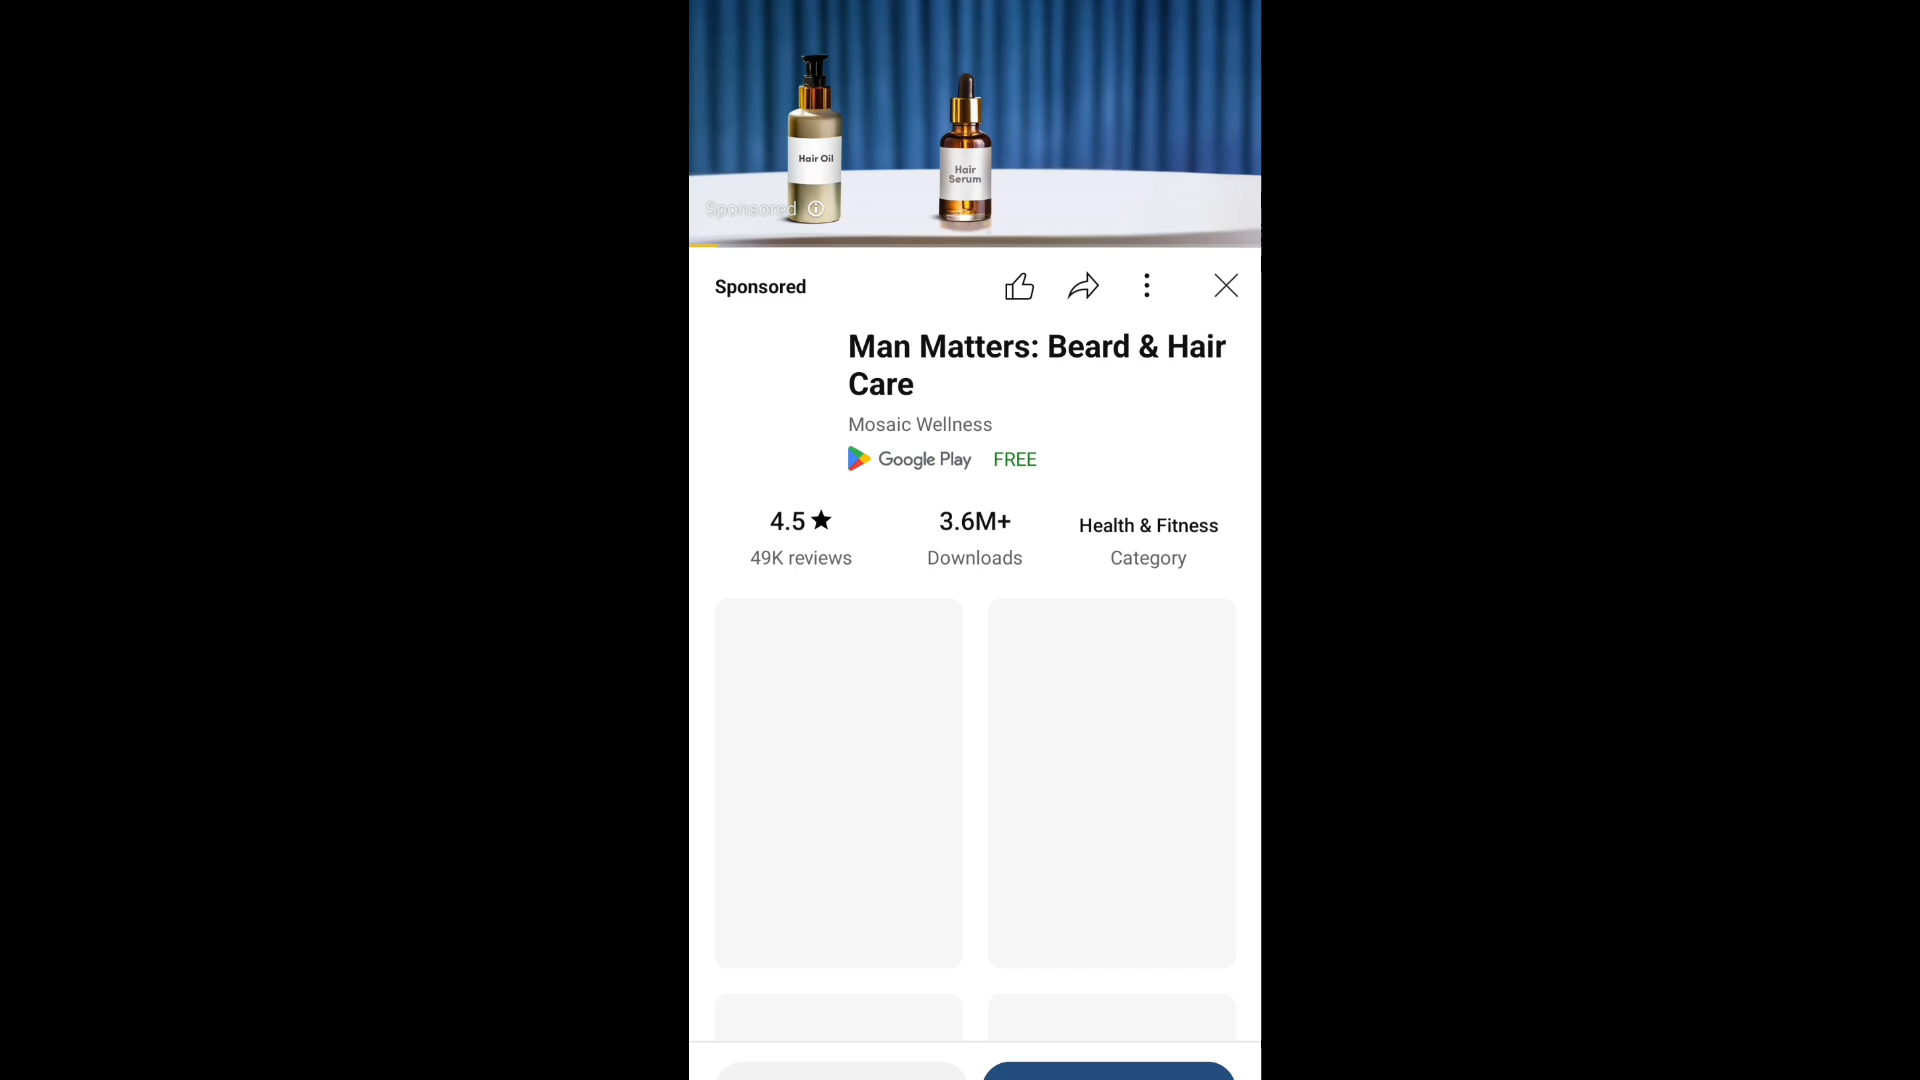 Hair Oil
Hair
Serum
Sponsored
Sponsored
Man Matters: Beard & Hair
Care
Mosaic Wellness
Google Play FREE
4.5★ 3.6M+ Health & Fitness
49K reviews Downloads Category